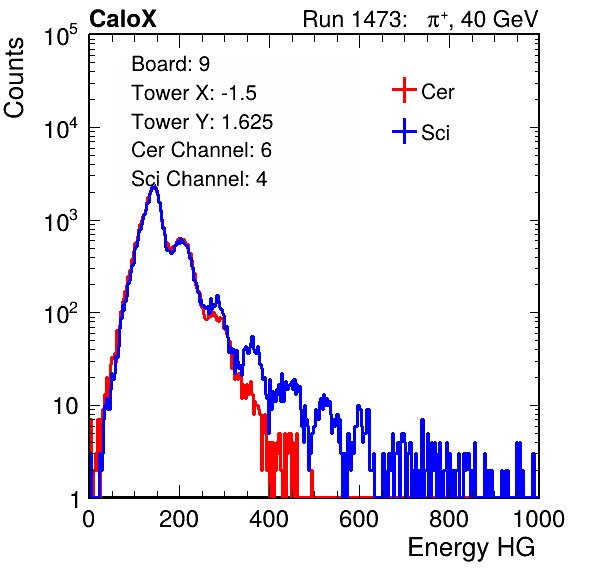 CaloX Run 1473: π⁺, 40 GeV
Counts
Board: 9
Tower X: -1.5
Tower Y: 1.625
Cer Channel: 6
Sci Channel: 4
Cer
Sci
10⁵
10⁴
10³
10²
10
1
0 200 400 600 800 1000
Energy HG